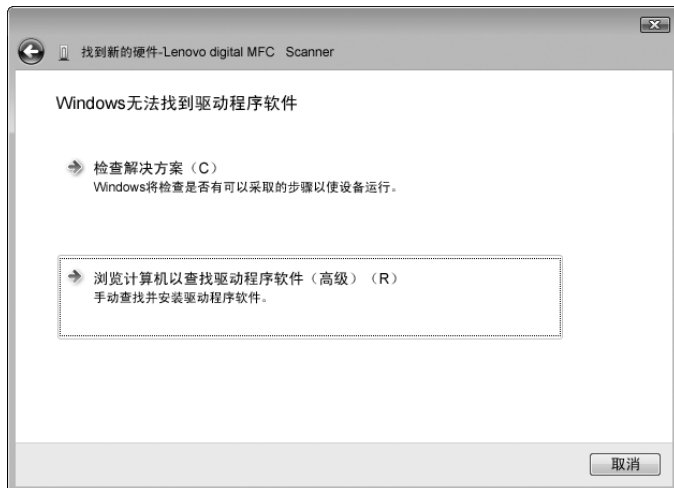 找到新的硬件-Lenovo digital MFC Scanner
Windows无法找到驱动程序软件
检查解决方案（C）
Windows将检查是否有可以采取的步骤以使设备运行。
浏览计算机以查找驱动程序软件（高级）（R）
手动查找并安装驱动程序软件。
取消